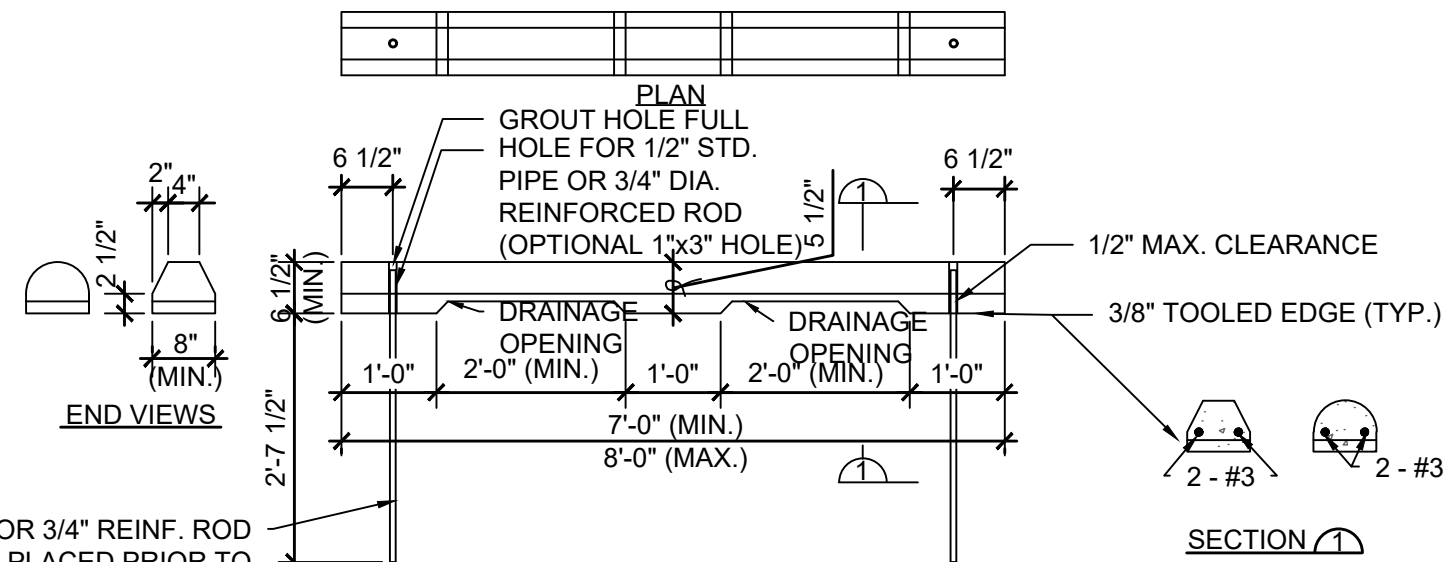 PLAN
GROUT HOLE FULL
HOLE FOR 1/2" STD.
PIPE OR 3/4" DIA.
REINFORCED ROD
(OPTIONAL 1"x3" HOLE)
6 1/2"
6 1/2"
2"
4"
2 1/2"
8"
(MIN.)
END VIEWS
6 1/2"
(MIN.)
5 1/2"
1
1/2" MAX. CLEARANCE
3/8" TOOLED EDGE (TYP.)
DRAINAGE
OPENING
DRAINAGE
OPENING
1'-0"
2'-0" (MIN.)
1'-0"
2'-0" (MIN.)
1'-0"
7'-0" (MIN.)
8'-0" (MAX.)
2'-7 1/2"
1
2 - #3
2 - #3
SECTION 1
OR 3/4" REINF. ROD
PLACED PRIOR TO